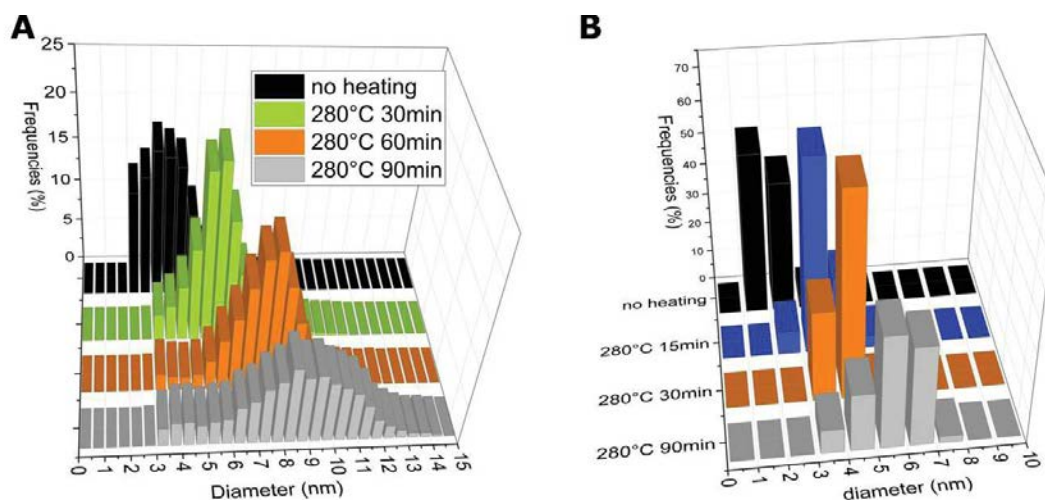 A
25
20
15
10
5
0
Frequencies (%)
no heating
280°C 30min
280°C 60min
280°C 90min
0 1 2 3 4 5 6 7 8 9 10 11 12 13 14 15
Diameter (nm)
B
70
60
50
40
30
20
10
0
Frequencies (%)
no heating
280°C 15min
280°C 30min
280°C 90min
0 1 2 3 4 5 6 7 8 9 10
diameter (nm)